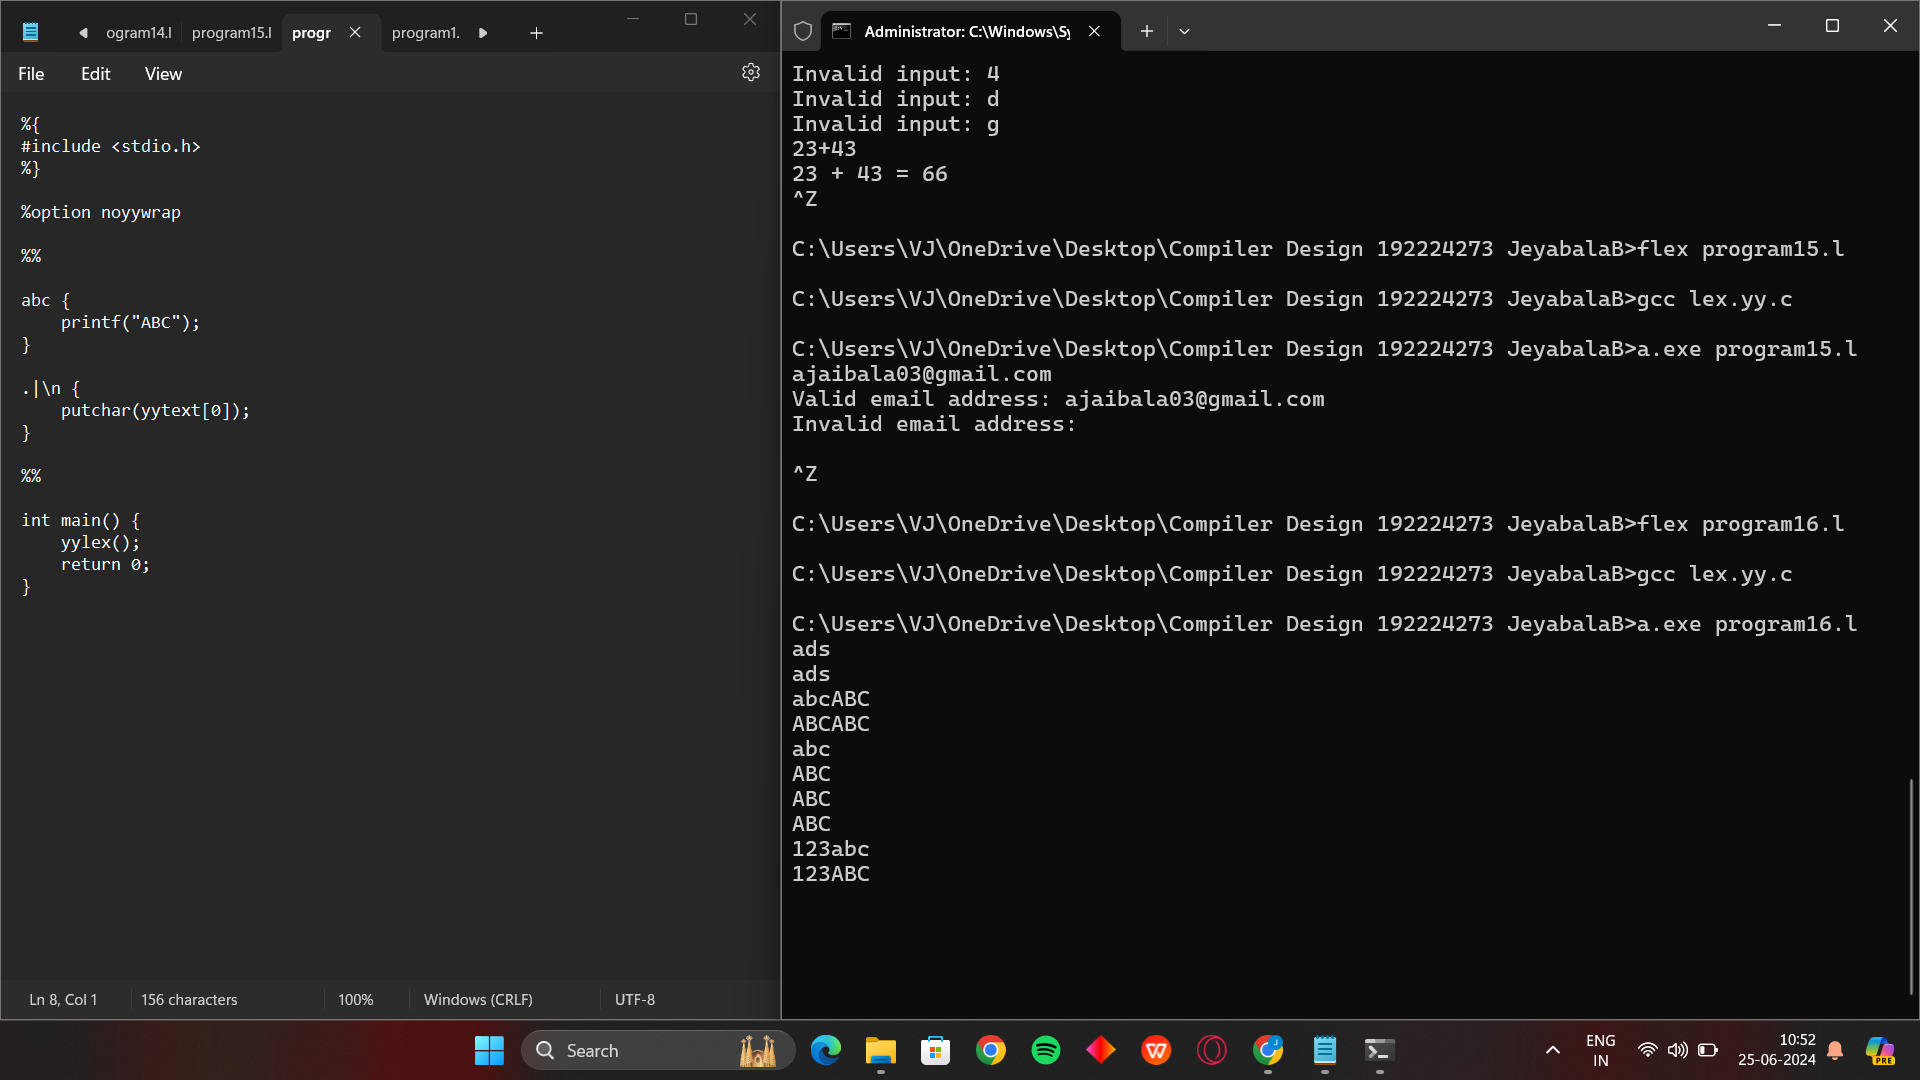 ogram14.l
program15.l
progr
program1.
File
Edit
View
%{
#include <stdio.h>
%}
%option noyywrap
%%
abc {
    printf("ABC");
}
.|\n {
    putchar(yytext[0]);
}
%%
int main() {
    yylex();
    return 0;
}
Ln 8, Col 1
156 characters
100%
Windows (CRLF)
UTF-8
Administrator: C:\Windows\Sy
Invalid input: 4
Invalid input: d
Invalid input: g
23+43
23 + 43 = 66
^Z
C:\Users\VJ\OneDrive\Desktop\Compiler Design 192224273 JeyabalaB>flex program15.l
C:\Users\VJ\OneDrive\Desktop\Compiler Design 192224273 JeyabalaB>gcc lex.yy.c
C:\Users\VJ\OneDrive\Desktop\Compiler Design 192224273 JeyabalaB>a.exe program15.l
ajaibala03@gmail.com
Valid email address: ajaibala03@gmail.com
Invalid email address:
^Z
C:\Users\VJ\OneDrive\Desktop\Compiler Design 192224273 JeyabalaB>flex program16.l
C:\Users\VJ\OneDrive\Desktop\Compiler Design 192224273 JeyabalaB>gcc lex.yy.c
C:\Users\VJ\OneDrive\Desktop\Compiler Design 192224273 JeyabalaB>a.exe program16.l
ads
ads
abcABC
ABCABC
abc
ABC
ABC
ABC
123abc
123ABC
Search
W
J
ENG
IN
10:52
25-06-2024
PRE